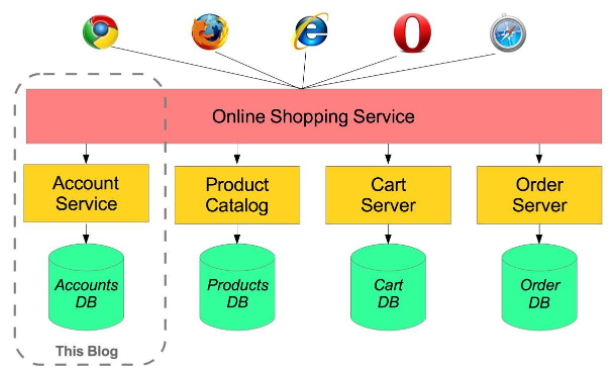 Online Shopping Service
Account
Service
Product
Catalog
Cart
Server
Order
Server
Accounts
DB
Products
DB
Cart
DB
Order
DB
This Blog